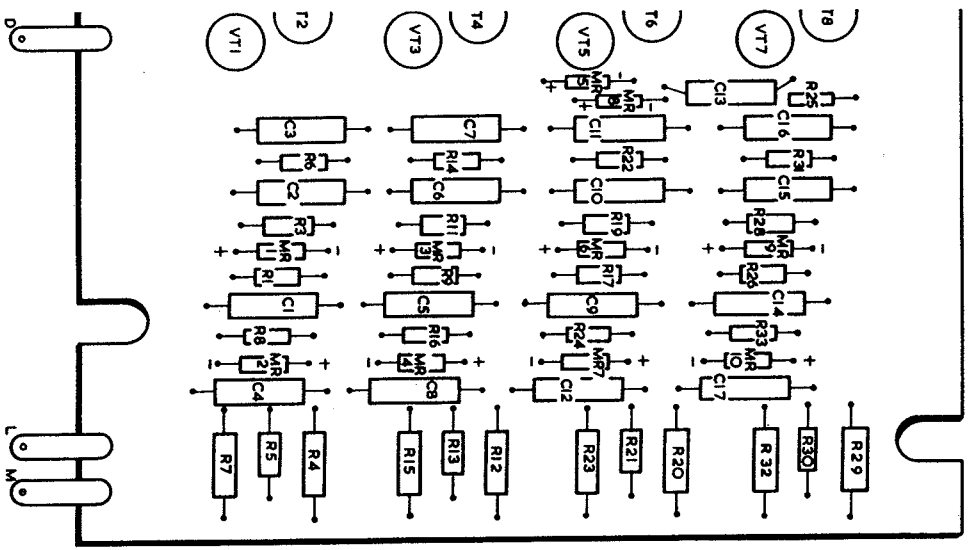 D
VT1
T2
VT3
T4
VT5
T6
VT7
T8
+ MR5 -
+ MR8 -
C13
R25
C3
C7
C11
C16
R6
R14
R22
R31
C2
C6
C10
C15
R3
R11
R19
R28
+ MR1 -
+ MR3 -
+ MR6 -
+ MR9 -
R1
R9
R17
R26
C1
C5
C9
C14
R8
R16
R24
R33
- MR2 +
- MR4 +
- MR7 +
- MR10 +
C4
C8
C12
C17
L
M
R7
R5
R4
R15
R13
R12
R23
R21
R20
R32
R30
R29